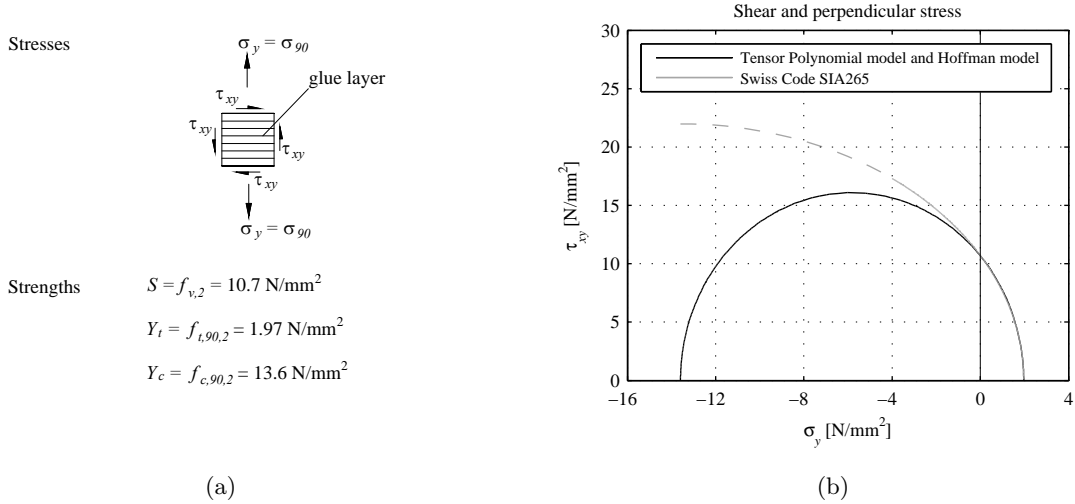 Stresses
σy = σ90
glue layer
τxy
τxy
τxy
τxy
σy = σ90
Strengths
S = fv,2 = 10.7 N/mm²
Yt = ft,90,2 = 1.97 N/mm²
Yc = fc,90,2 = 13.6 N/mm²
(a)
Shear and perpendicular stress
Tensor Polynomial model and Hoffman model
Swiss Code SIA265
τxy [N/mm²]
30
25
20
15
10
5
0
−16
−12
−8
−4
0
4
σy [N/mm²]
(b)